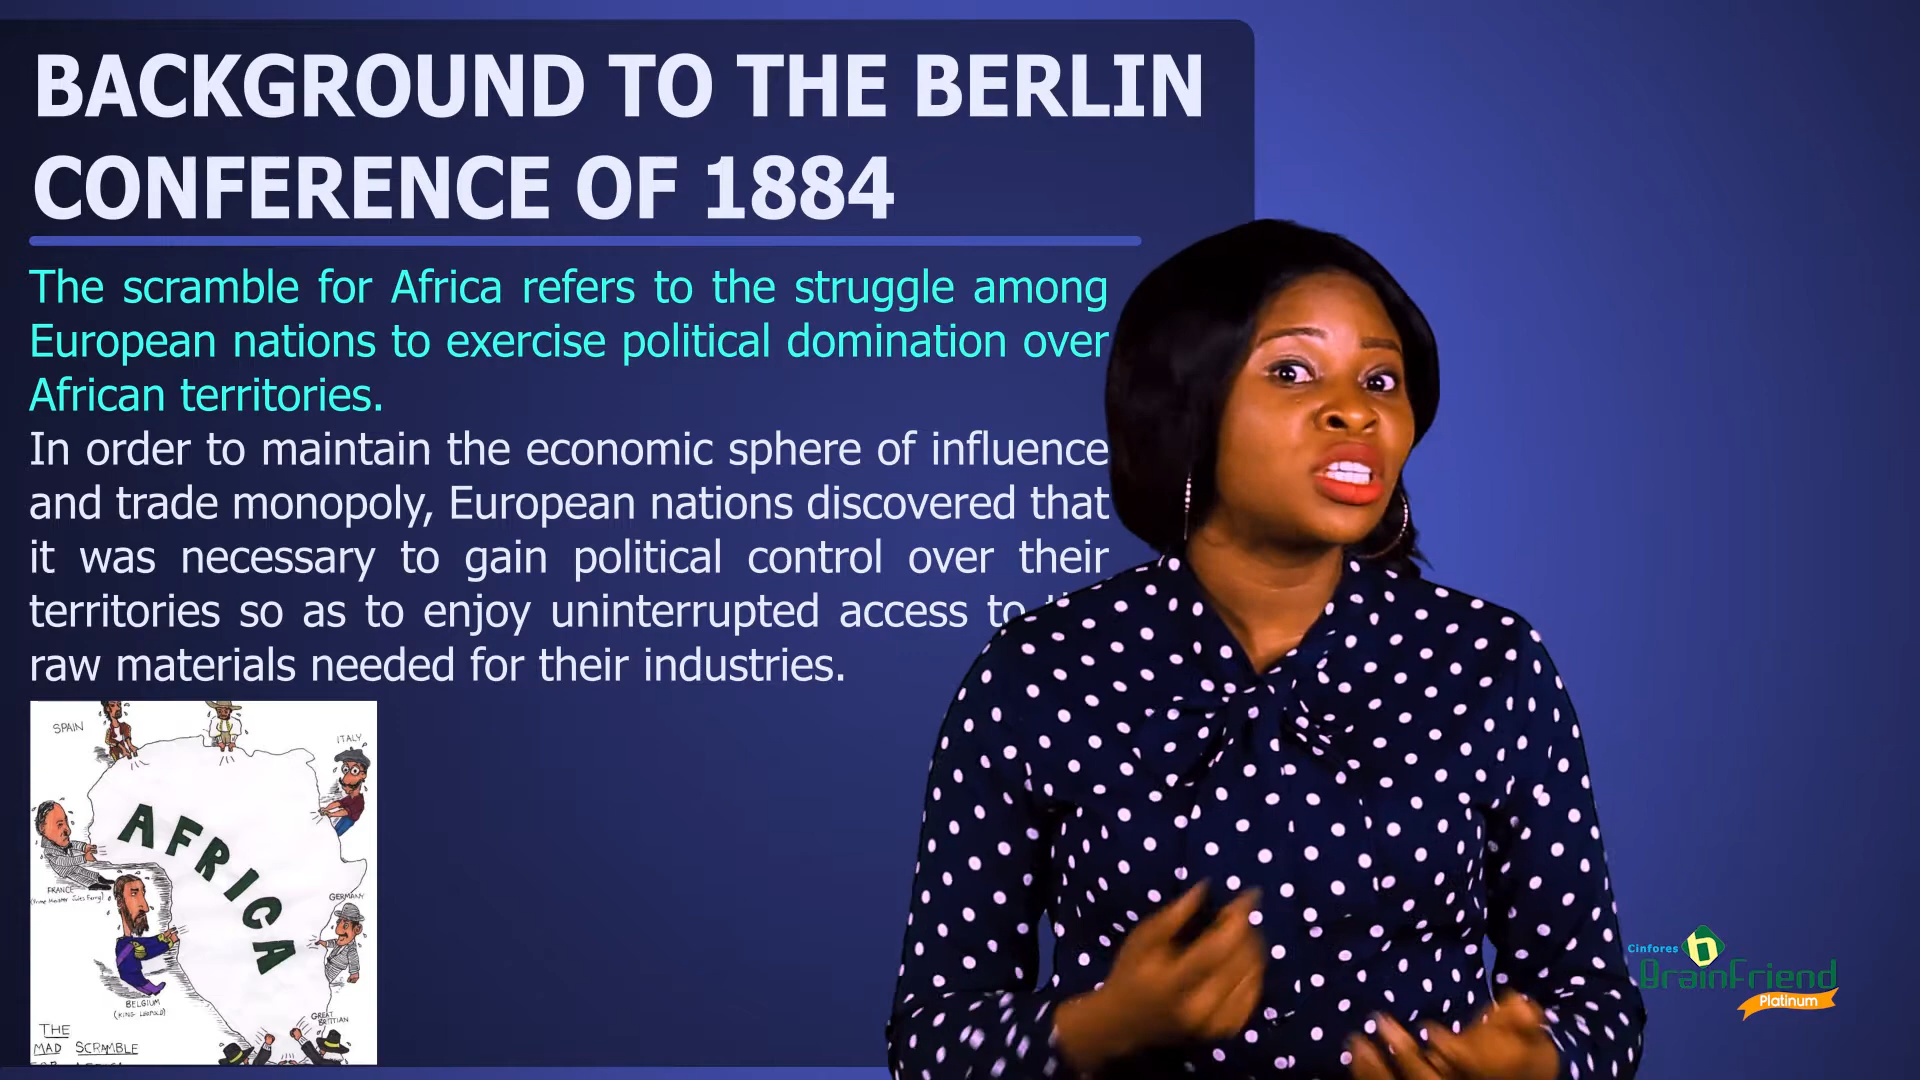 BACKGROUND TO THE BERLIN
CONFERENCE OF 1884
The scramble for Africa refers to the struggle among
European nations to exercise political domination over
African territories.
In order to maintain the economic sphere of influence
and trade monopoly, European nations discovered that
it was necessary to gain political control over their
territories so as to enjoy uninterrupted access to
raw materials needed for their industries.
SPAIN
ITALY
AFRICA
FRANCE
GERMANY
BELGIUM
(KING LEOPOLD)
GREAT
BRITTIAN
THE
MAD SCRAMBLE
Cinfores
BrainFriend
Platinum